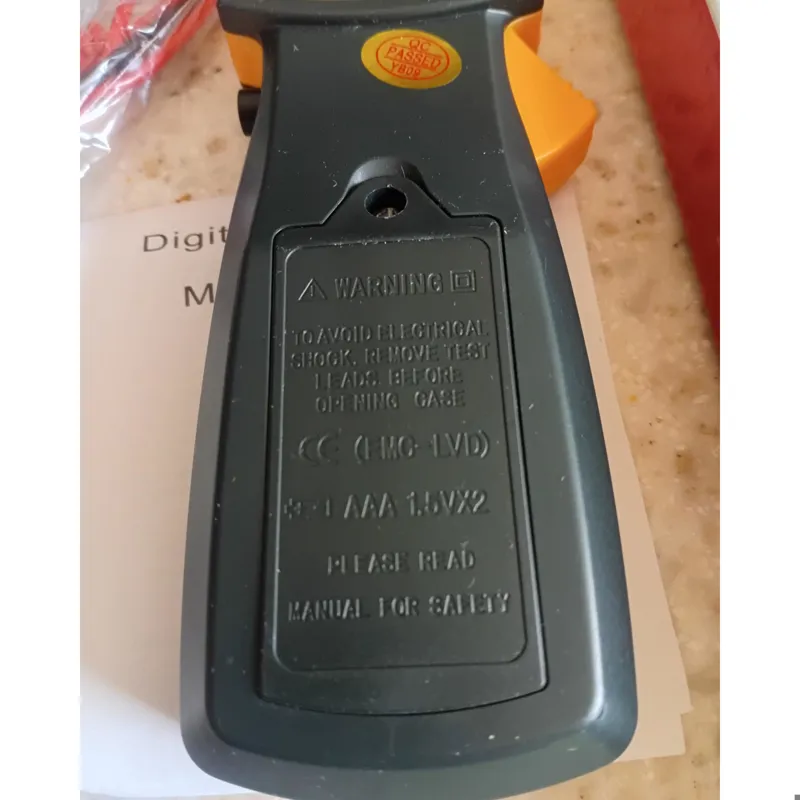 QC
PASSED
YB09
Digit
M
WARNING
TO AVOID ELECTRICAL
SHOCK, REMOVE TEST
LEADS BEFORE
OPENING CASE
CE (EMC-LVD)
AAA 1.5VX2
PLEASE READ
MANUAL FOR SAFETY